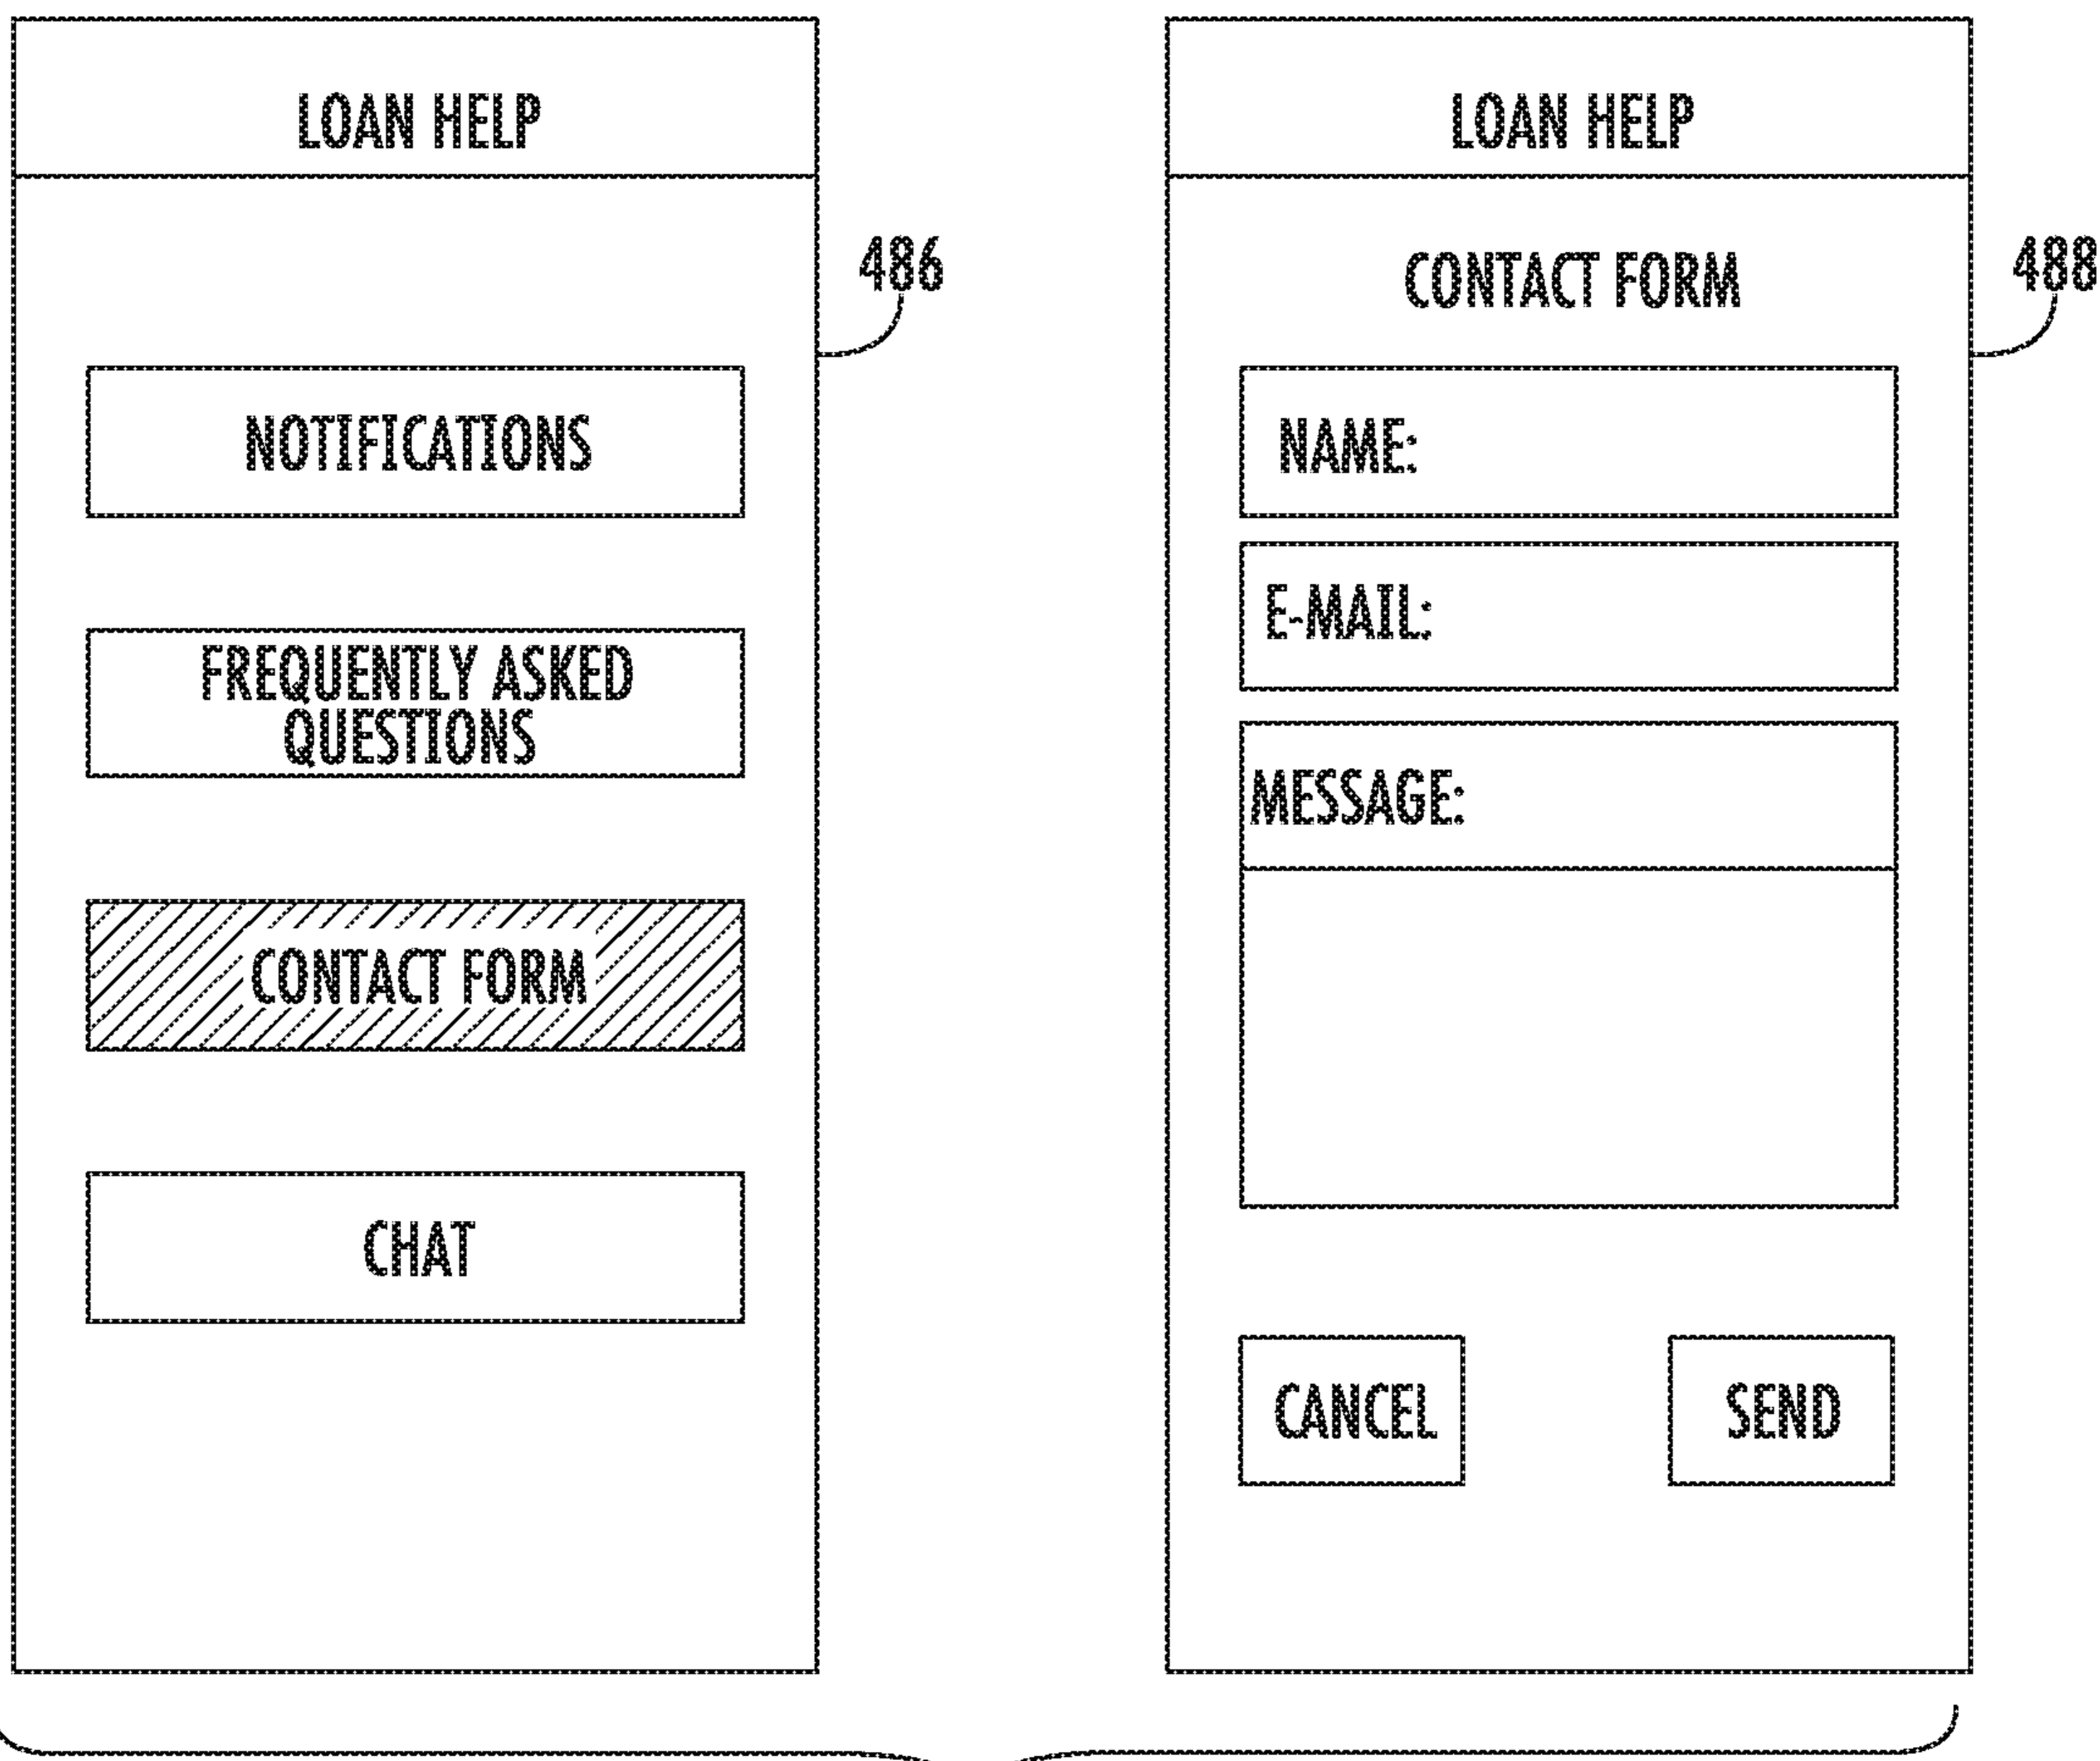 LOAN HELP
486
NOTIFICATIONS
FREQUENTLY ASKED
QUESTIONS
CONTACT FORM
CHAT
LOAN HELP
488
CONTACT FORM
NAME:
E-MAIL:
MESSAGE:
CANCEL
SEND